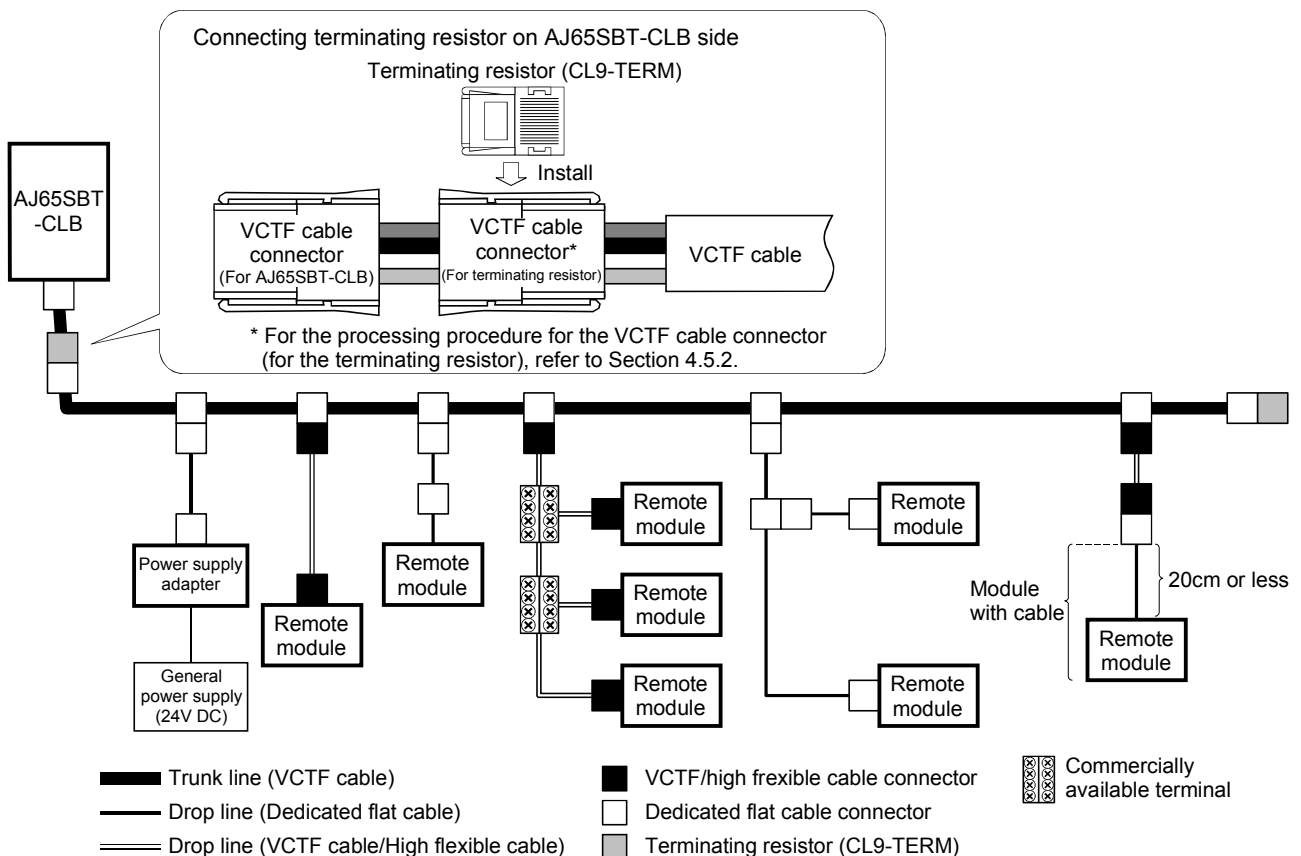 Connecting terminating resistor on AJ65SBT-CLB side
Terminating resistor (CL9-TERM)
Install
AJ65SBT
-CLB
VCTF cable
connector
(For AJ65SBT-CLB)
VCTF cable
connector*
(For terminating resistor)
VCTF cable
* For the processing procedure for the VCTF cable connector
(for the terminating resistor), refer to Section 4.5.2.
Power supply
adapter
General
power supply
(24V DC)
Remote
module
Remote
module
Remote
module
Remote
module
Remote
module
Remote
module
Remote
module
Module
with cable
20cm or less
Remote
module
Trunk line (VCTF cable)
Drop line (Dedicated flat cable)
Drop line (VCTF cable/High flexible cable)
VCTF/high frexible cable connector
Dedicated flat cable connector
Terminating resistor (CL9-TERM)
Commercially
available terminal